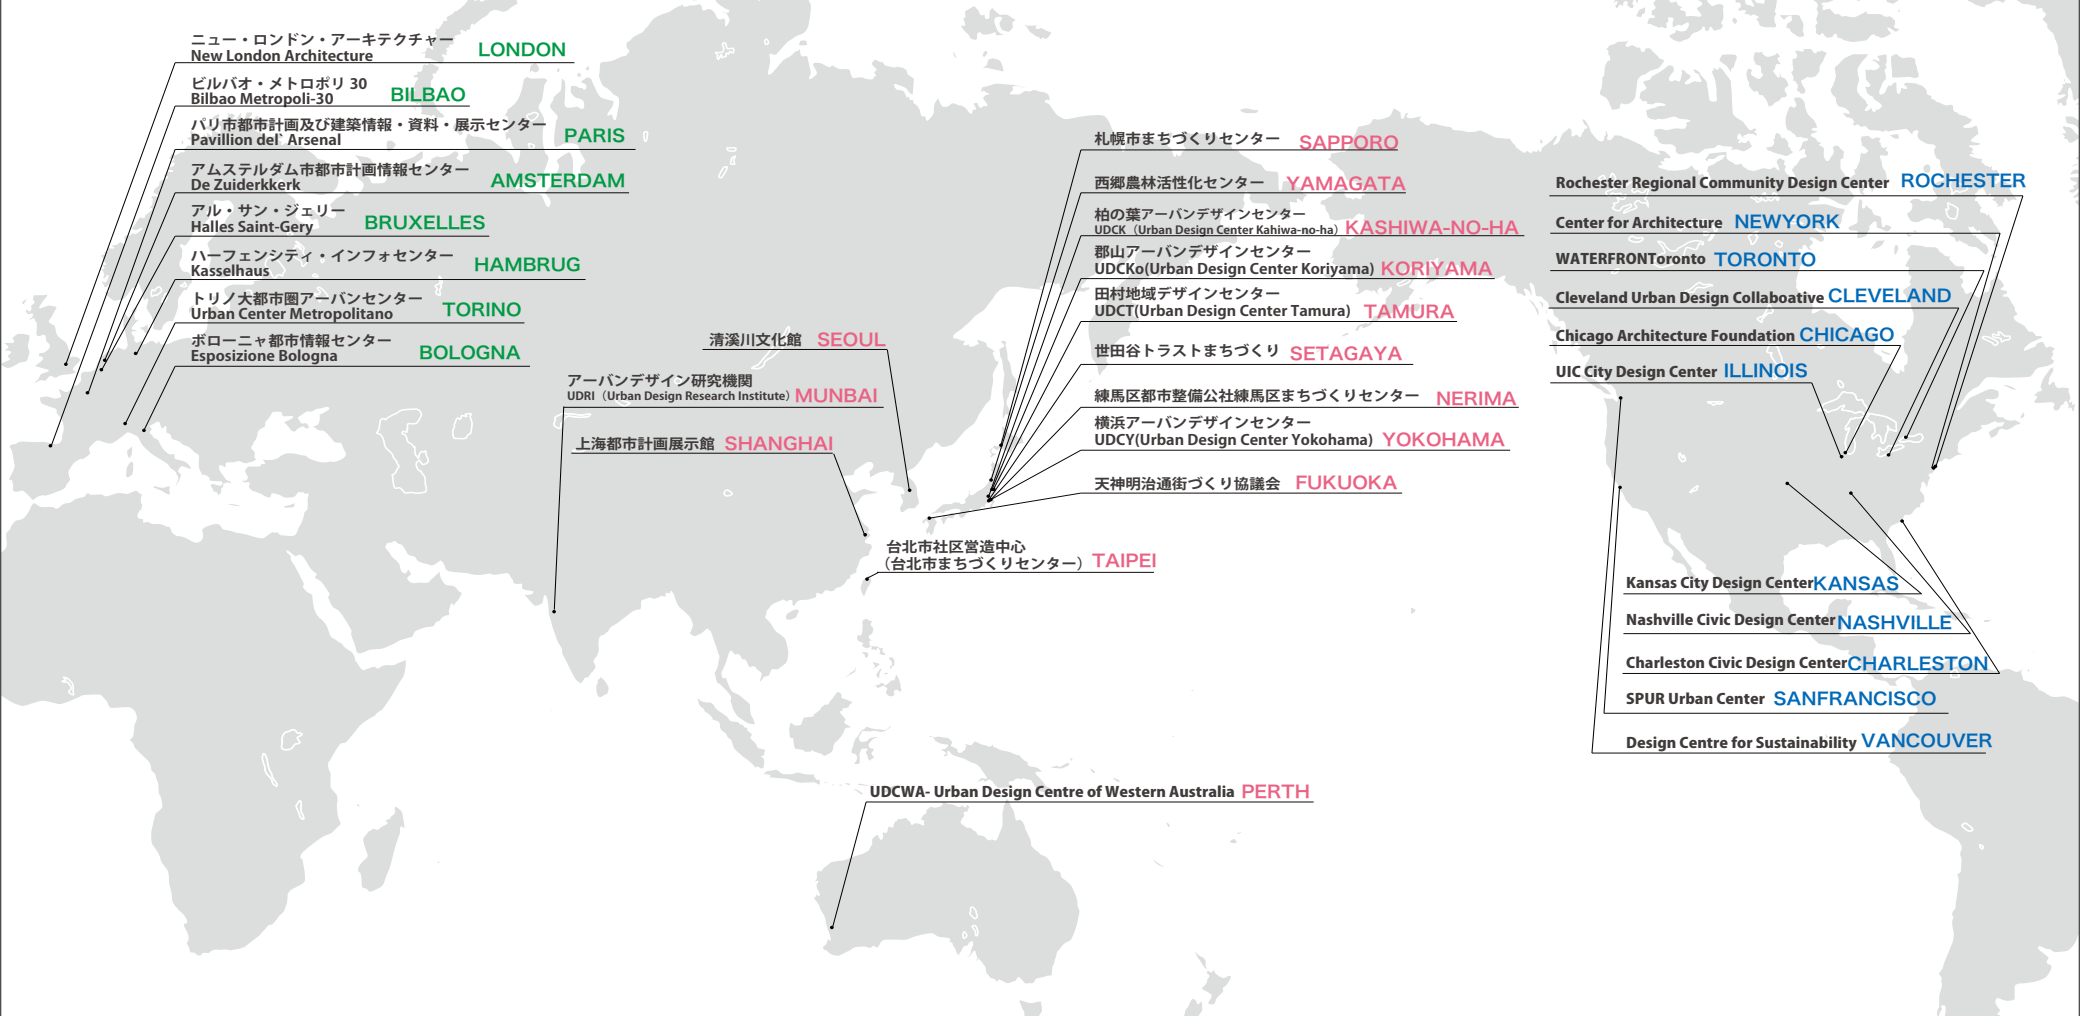 ニュー・ロンドン・アーキテクチャー
New London Architecture LONDON
ビルバオ・メトロポリ 30
Bilbao Metropoli-30 BILBAO
パリ市都市計画及び建築情報・資料・展示センター
Pavillion del` Arsenal PARIS
アムステルダム市都市計画情報センター
De Zuiderkkerk AMSTERDAM
アル・サン・ジェリー
Halles Saint-Gery BRUXELLES
ハーフェンシティ・インフォセンター
Kasselhaus HAMBRUG
トリノ大都市圏アーバンセンター
Urban Center Metropolitano TORINO
ボローニャ都市情報センター
Esposizione Bologna BOLOGNA
清溪川文化館 SEOUL
アーバンデザイン研究機関
UDRI（Urban Design Research Institute） MUNBAI
上海都市計画展示館 SHANGHAI
台北市社区営造中心
（台北市まちづくりセンター） TAIPEI
UDCWA- Urban Design Centre of Western Australia PERTH
札幌市まちづくりセンター SAPPORO
西郷農林活性化センター YAMAGATA
柏の葉アーバンデザインセンター
UDCK（Urban Design Center Kahiwa-no-ha） KASHIWA-NO-HA
郡山アーバンデザインセンター
UDCKo(Urban Design Center Koriyama) KORIYAMA
田村地域デザインセンター
UDCT(Urban Design Center Tamura) TAMURA
世田谷トラストまちづくり SETAGAYA
練馬区都市整備公社練馬区まちづくりセンター NERIMA
横浜アーバンデザインセンター
UDCY(Urban Design Center Yokohama) YOKOHAMA
天神明治通街づくり協議会 FUKUOKA
Rochester Regional Community Design Center ROCHESTER
Center for Architecture NEWYORK
WATERFRONToronto TORONTO
Cleveland Urban Design Collaboative CLEVELAND
Chicago Architecture Foundation CHICAGO
UIC City Design Center ILLINOIS
Kansas City Design Center KANSAS
Nashville Civic Design Center NASHVILLE
Charleston Civic Design Center CHARLESTON
SPUR Urban Center SANFRANCISCO
Design Centre for Sustainability VANCOUVER